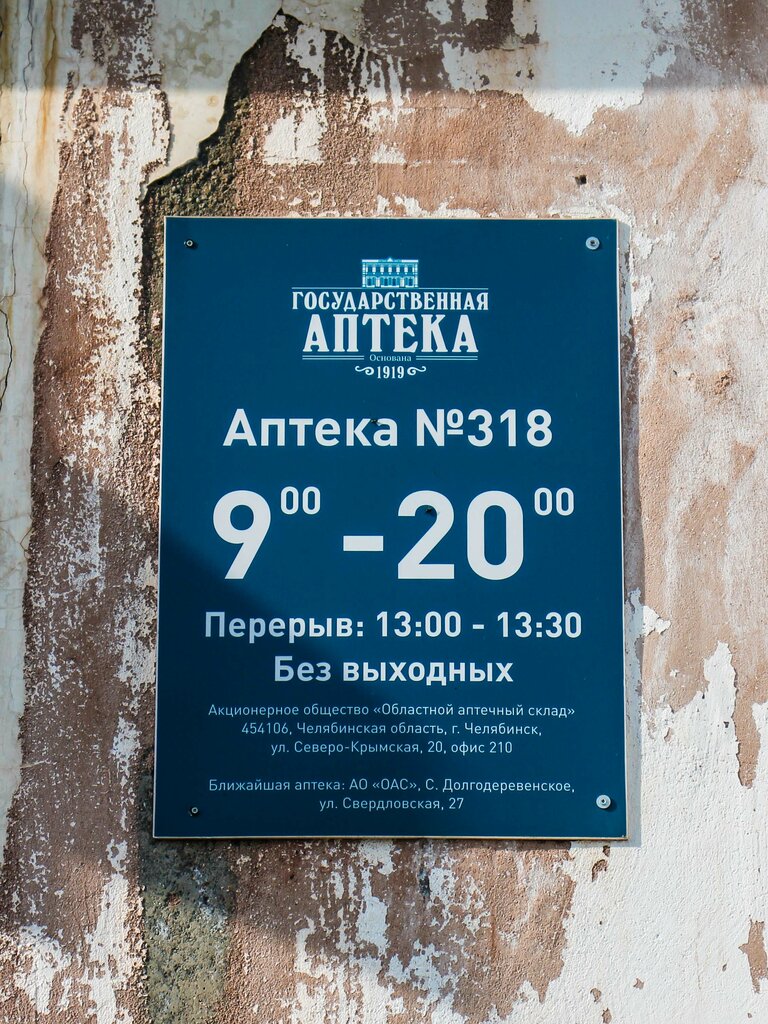 ГОСУДАРСТВЕННАЯ
АПТЕКА
Основана
1919
Аптека №318
9⁰⁰ - 20⁰⁰
Перерыв: 13:00 - 13:30
Без выходных
Акционерное общество «Областной аптечный склад»
454106, Челябинская область, г. Челябинск,
ул. Северо-Крымская, 20, офис 210
Ближайшая аптека: АО «ОАС», С. Долгодеревенское,
ул. Свердловская, 27